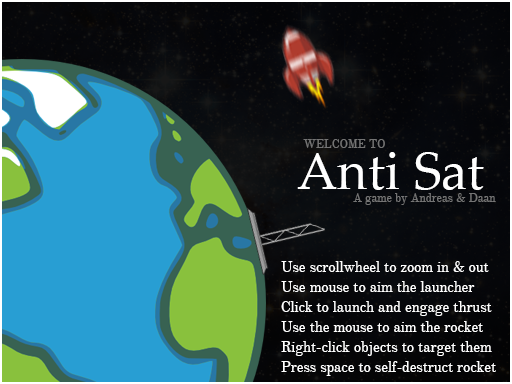 WELCOME TO
Anti Sat
A game by Andreas & Daan
Use scrollwheel to zoom in & out
Use mouse to aim the launcher
Click to launch and engage thrust
Use the mouse to aim the rocket
Right-click objects to target them
Press space to self-destruct rocket